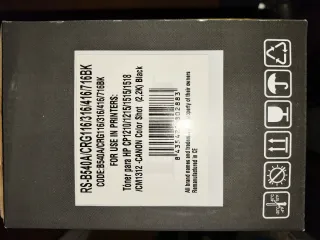 RS-B540A/CRG116/316/416/716BK
CODE:B540A/CRG116/316/416/716BK
FOR USE IN PRINTERS:
Tóner para HP CP1210/1215/1515/1518
/CM1312 -CANON Color Shot (2,2K) Black
All brand names and trademarks are property of their owners
Remanufactured in CE